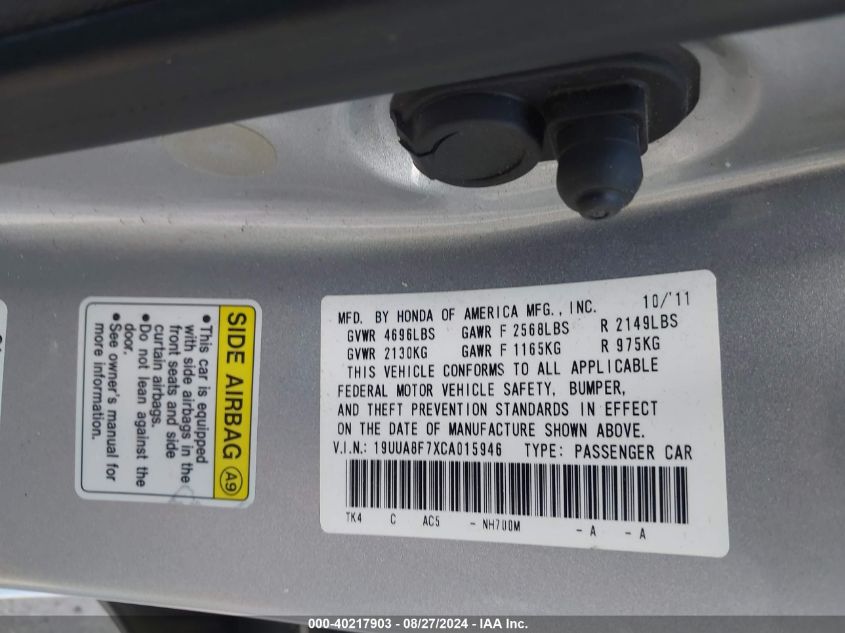 SIDE AIRBAG A9
• This car is equipped
with side airbags in the
front seats and side
curtain airbags.
• Do not lean against the
door.
• See owner's manual for
more information.
MFD. BY HONDA OF AMERICA MFG., INC. 10/'11
GVWR 4696LBS GAWR F 2568LBS R 2149LBS
GVWR 2130KG GAWR F 1165KG R 975KG
THIS VEHICLE CONFORMS TO ALL APPLICABLE
FEDERAL MOTOR VEHICLE SAFETY, BUMPER,
AND THEFT PREVENTION STANDARDS IN EFFECT
ON THE DATE OF MANUFACTURE SHOWN ABOVE.
V.I.N.: 19UUA8F7XCA015946 TYPE: PASSENGER CAR
TK4 C AC5 - NH700M - A - A
000-40217903 - 08/27/2024 - IAA Inc.